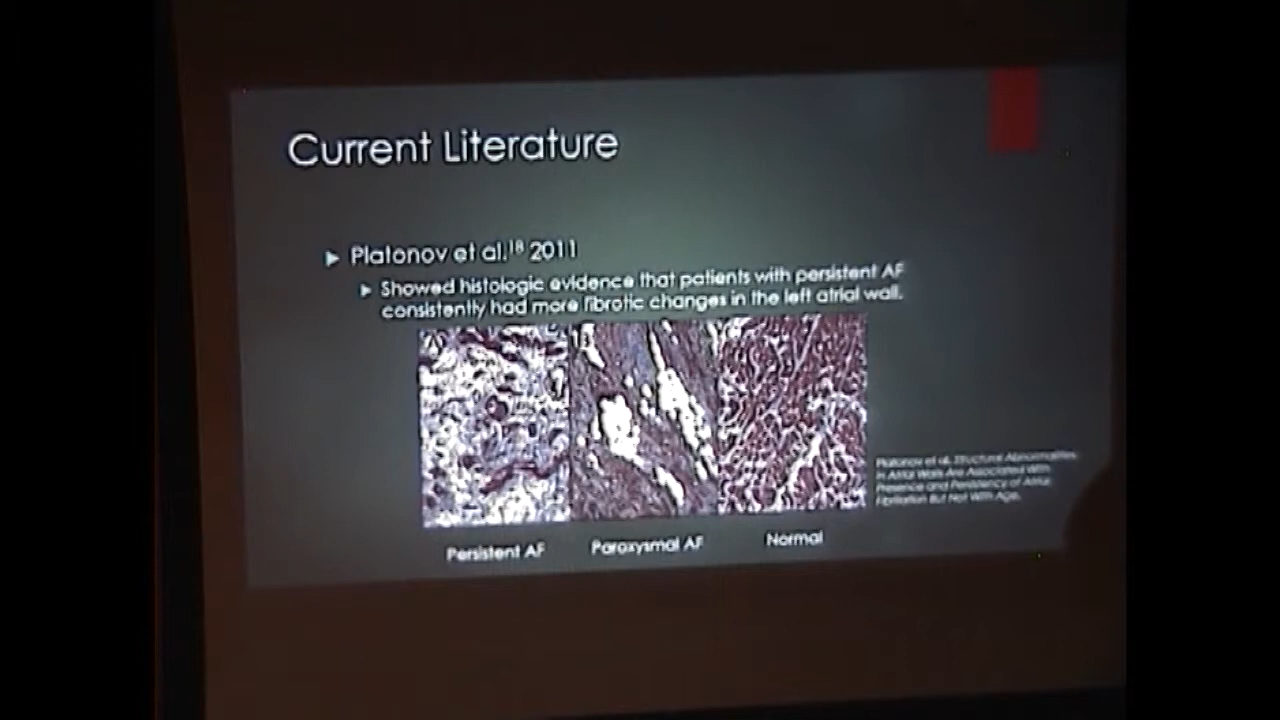 Current Literature
Platonov et al.¹⁸ 2011
Showed histologic evidence that patients with persistent AF
consistently had more fibrotic changes in the left atrial wall.
A
B
Platonov et al. Structural Abnormalities
in Atrial Walls Are Associated With
Presence and Persistency of Atrial
Fibrillation But Not With Age.
Persistent AF
Paroxysmal AF
Normal